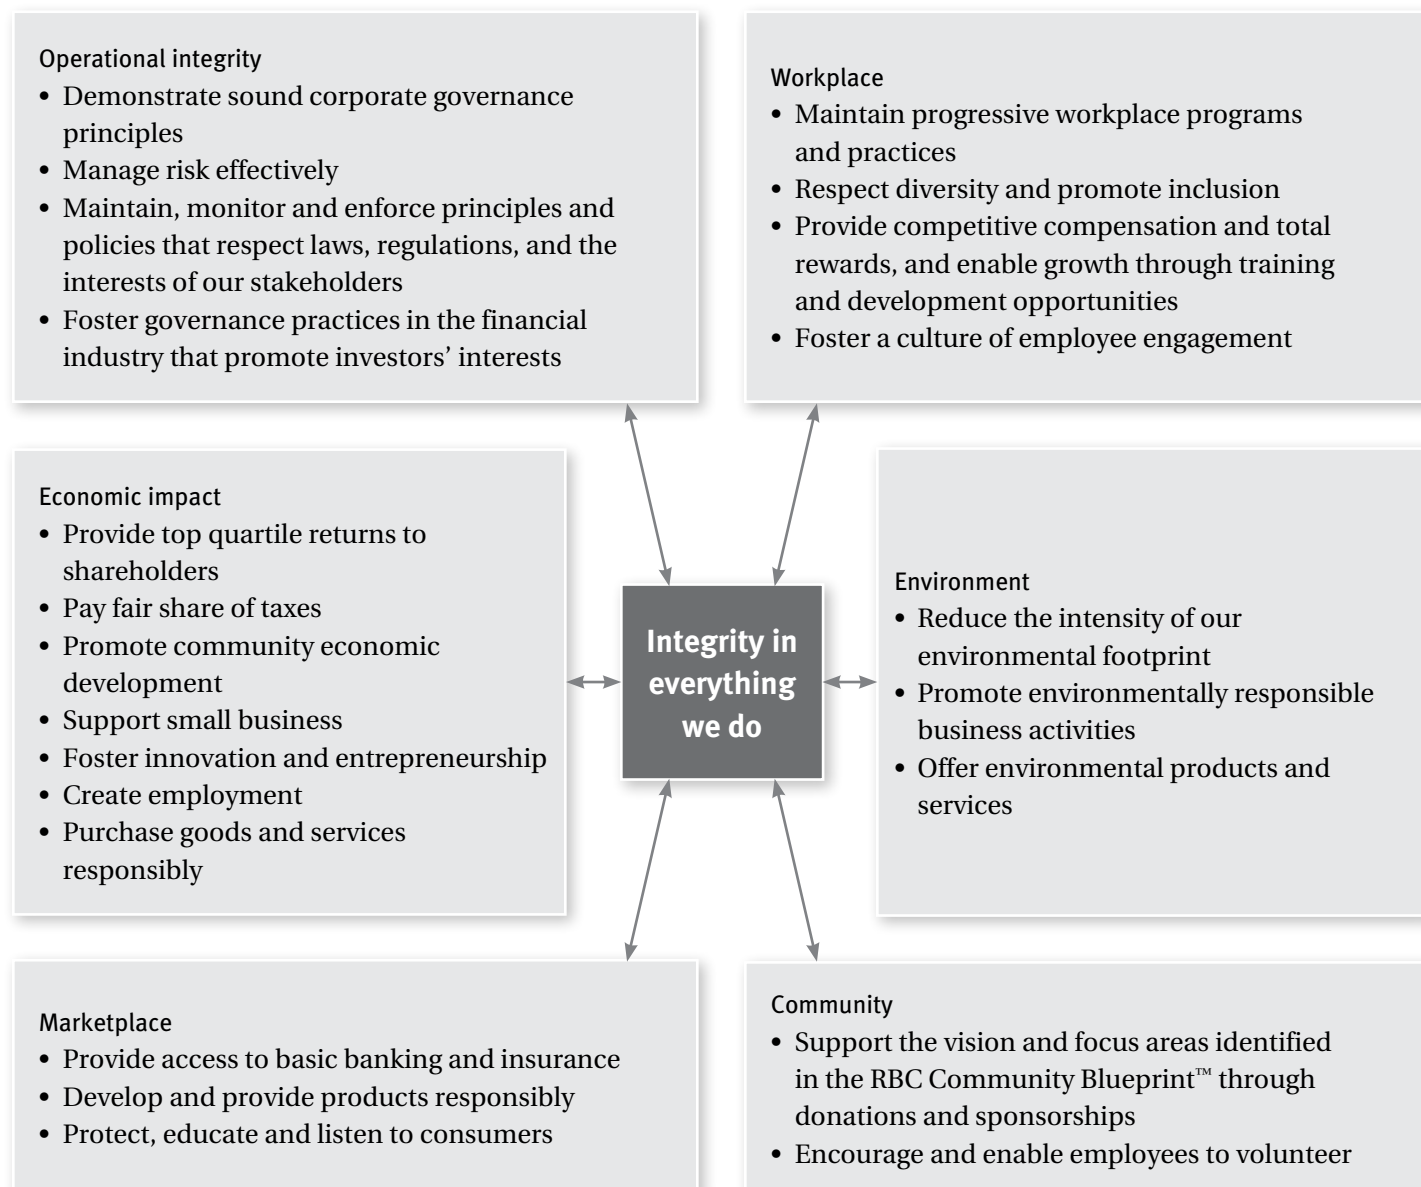 Operational integrity
• Demonstrate sound corporate governance
principles
• Manage risk effectively
• Maintain, monitor and enforce principles and
policies that respect laws, regulations, and the
interests of our stakeholders
• Foster governance practices in the financial
industry that promote investors’ interests
Workplace
• Maintain progressive workplace programs
and practices
• Respect diversity and promote inclusion
• Provide competitive compensation and total
rewards, and enable growth through training
and development opportunities
• Foster a culture of employee engagement
Economic impact
• Provide top quartile returns to
shareholders
• Pay fair share of taxes
• Promote community economic
development
• Support small business
• Foster innovation and entrepreneurship
• Create employment
• Purchase goods and services
responsibly
Integrity in
everything
we do
Environment
• Reduce the intensity of our
environmental footprint
• Promote environmentally responsible
business activities
• Offer environmental products and
services
Marketplace
• Provide access to basic banking and insurance
• Develop and provide products responsibly
• Protect, educate and listen to consumers
Community
• Support the vision and focus areas identified
in the RBC Community Blueprint™ through
donations and sponsorships
• Encourage and enable employees to volunteer